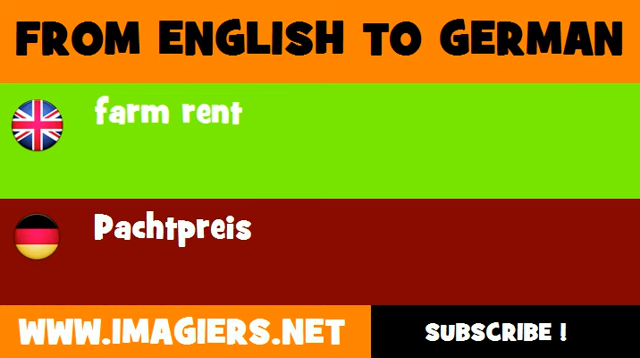 FROM ENGLISH TO GERMAN
farm rent
Pachtpreis
WWW.IMAGIERS.NET
SUBSCRIBE !